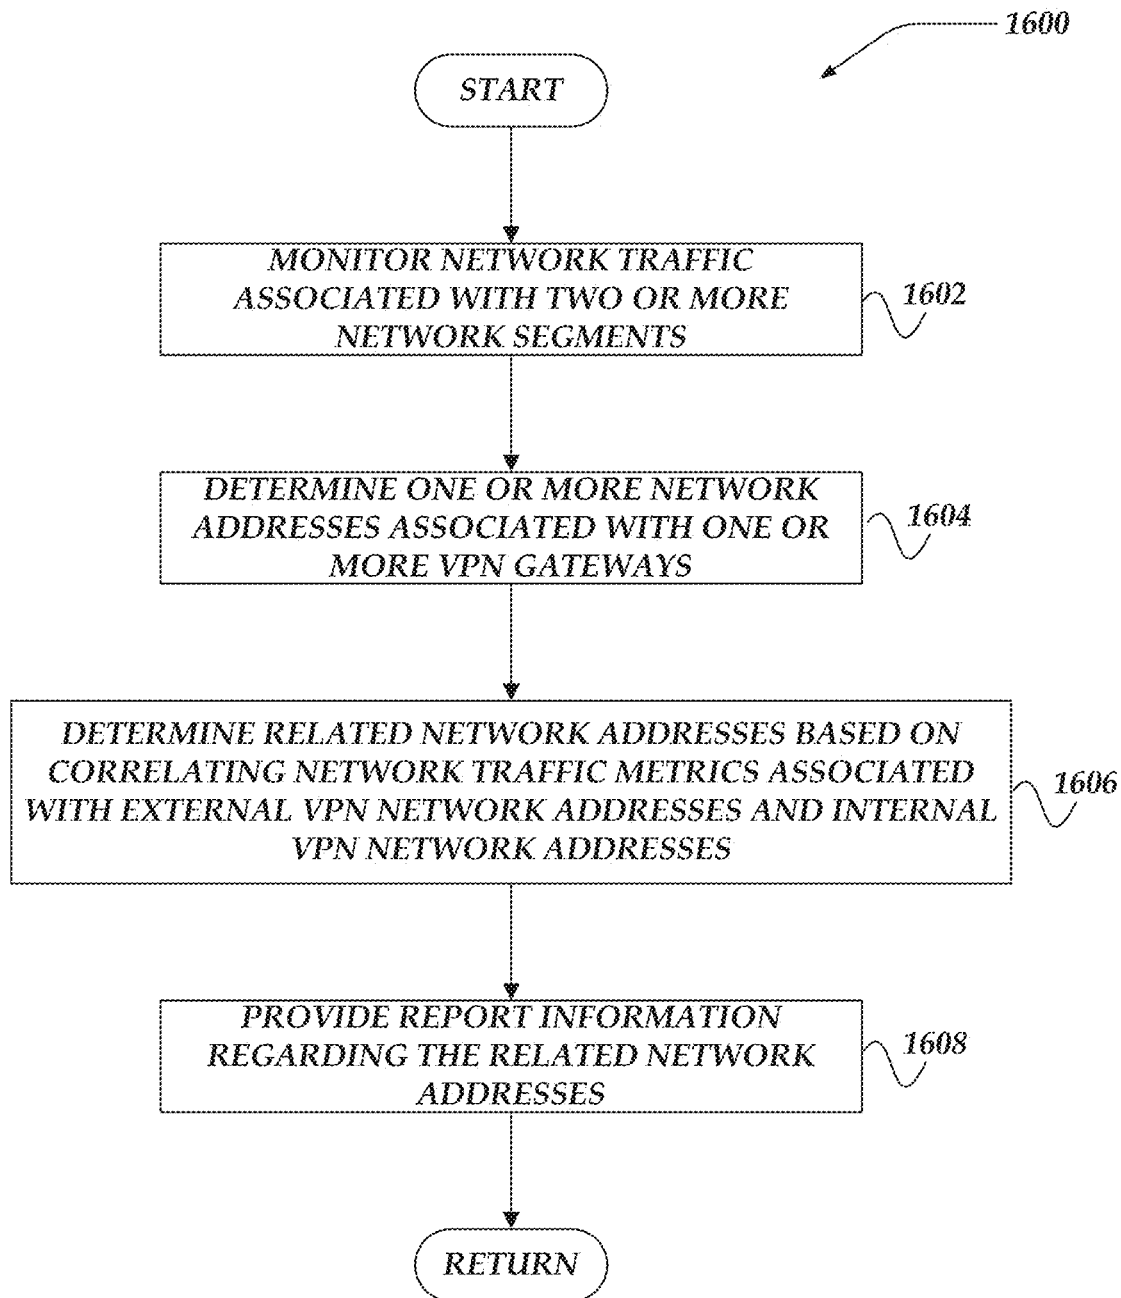 1600
START
MONITOR NETWORK TRAFFIC
ASSOCIATED WITH TWO OR MORE
NETWORK SEGMENTS
1602
DETERMINE ONE OR MORE NETWORK
ADDRESSES ASSOCIATED WITH ONE OR
MORE VPN GATEWAYS
1604
DETERMINE RELATED NETWORK ADDRESSES BASED ON
CORRELATING NETWORK TRAFFIC METRICS ASSOCIATED
WITH EXTERNAL VPN NETWORK ADDRESSES AND INTERNAL
VPN NETWORK ADDRESSES
1606
PROVIDE REPORT INFORMATION
REGARDING THE RELATED NETWORK
ADDRESSES
1608
RETURN